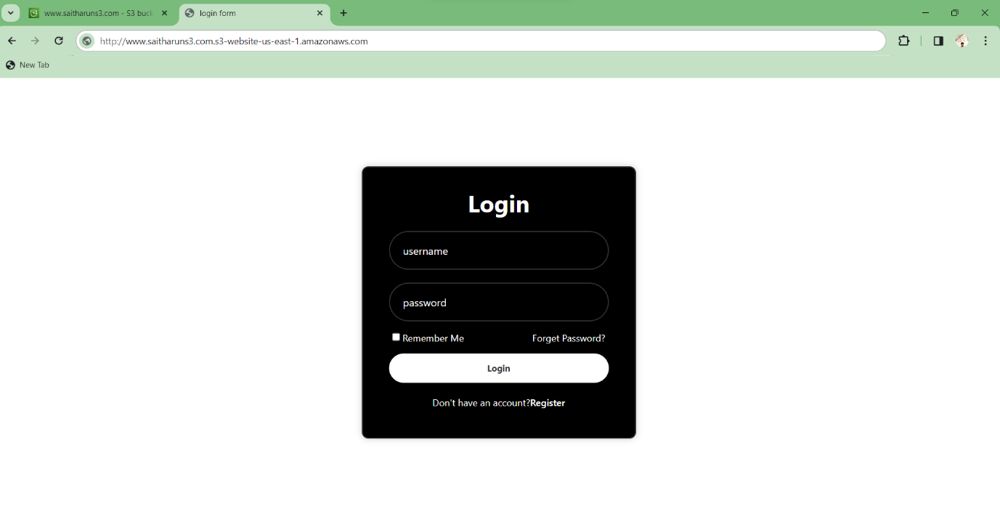 www.saitharuns3.com - S3 buck
login form
http://www.saitharuns3.com.s3-website-us-east-1.amazonaws.com
New Tab
Login
username
password
Remember Me Forget Password?
Login
Don't have an account?Register